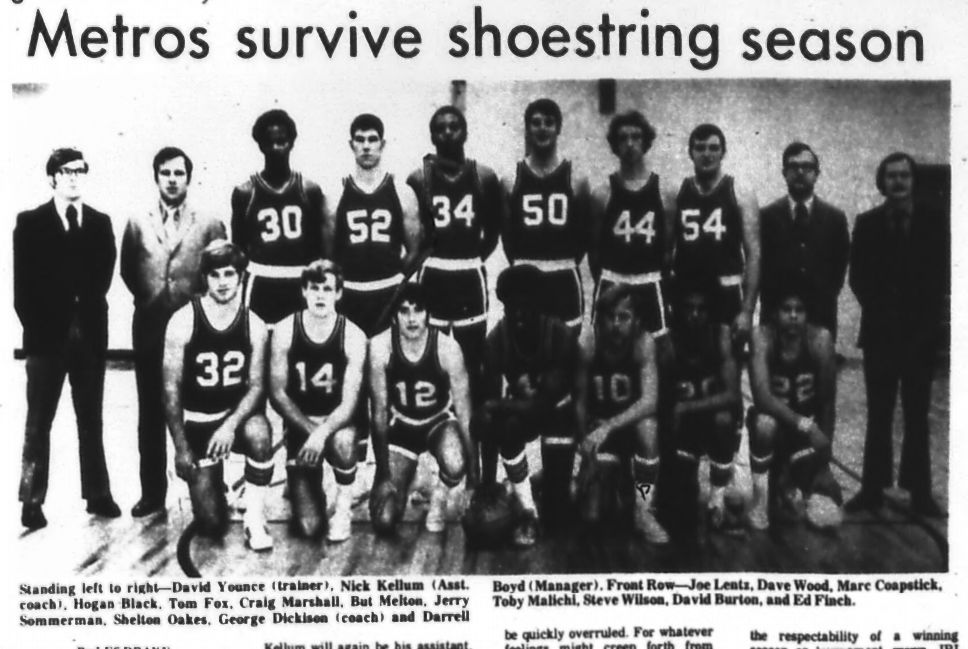 Metros survive shoestring season
30
52
34
50
44
54
32
14
12
10
22
Standing left to right—David Younce (trainer), Nick Kellum (Asst.
coach), Hogan Black, Tom Fox, Craig Marshall, But Melton, Jerry
Sommerman, Shelton Oakes, George Dickison (coach) and Darrell
Boyd (Manager). Front Row—Joe Lentz, Dave Wood, Marc Coapstick,
Toby Malichi, Steve Wilson, David Burton, and Ed Finch.
Kellum will again be his assistant.
be quickly overruled. For whatever
feelings might creep forth from
the respectability of a winning